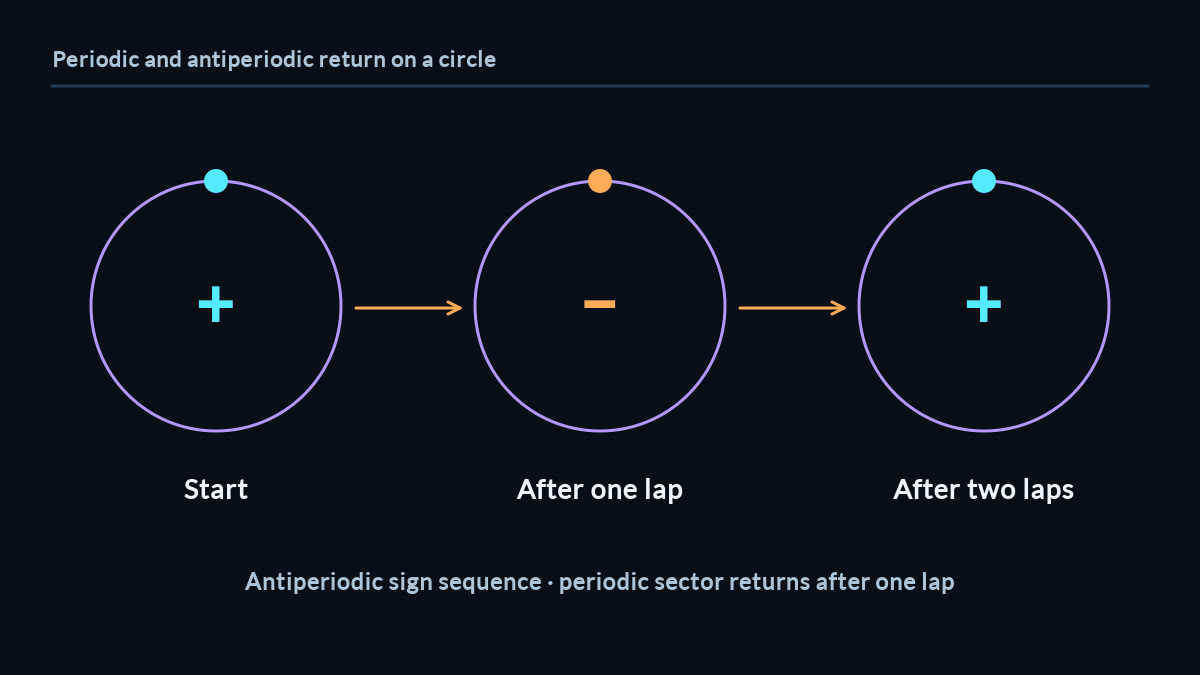 Periodic and antiperiodic return on a circle
+
−
+
Start
After one lap
After two laps
Antiperiodic sign sequence · periodic sector returns after one lap